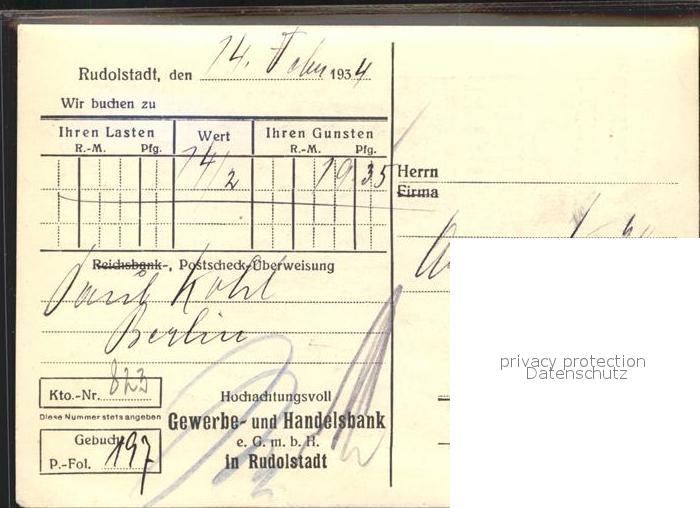 Rudolstadt, den 14. Febr. 1934
Wir buchen zu
Ihren Lasten Wert Ihren Gunsten
R.-M. Pfg. R.-M. Pfg.
14/2 19 35
Herrn
Firma
Reichsbank-, Postscheck-Überweisung
Paul Kohl
Berlin
Kto.-Nr. 823
Diese Nummer stets angeben
Gebucht
P.-Fol. 197
Hochachtungsvoll
Gewerbe- und Handelsbank
e. G. m. b. H.
in Rudolstadt
privacy protection
Datenschutz